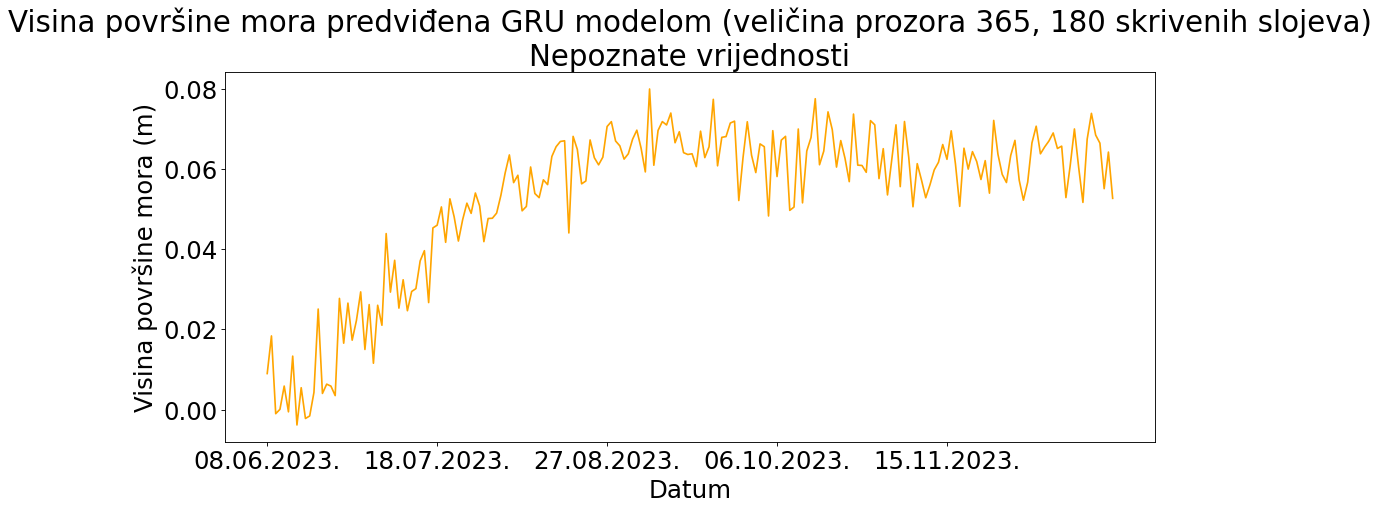 Visina površine mora predviđena GRU modelom (veličina prozora 365, 180 skrivenih slojeva)
Nepoznate vrijednosti
Visina površine mora (m)
0.08
0.06
0.04
0.02
0.00
08.06.2023. 18.07.2023. 27.08.2023. 06.10.2023. 15.11.2023.
Datum